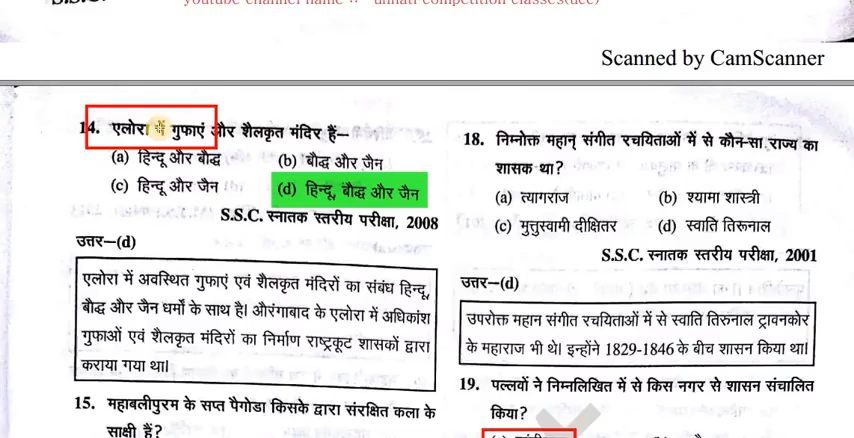 youtube channel name :- unnati competition classes(ucc)
Scanned by CamScanner
14. एलोरा में गुफाएं और शैलकृत मंदिर हैं—
(a) हिन्दू और बौद्ध (b) बौद्ध और जैन
(c) हिन्दू और जैन (d) हिन्दू, बौद्ध और जैन
S.S.C. स्नातक स्तरीय परीक्षा, 2008
उत्तर—(d)
एलोरा में अवस्थित गुफाएं एवं शैलकृत मंदिरों का संबंध हिन्दू,
बौद्ध और जैन धर्मों के साथ है। औरंगाबाद के एलोरा में अधिकांश
गुफाओं एवं शैलकृत मंदिरों का निर्माण राष्ट्रकूट शासकों द्वारा
कराया गया था।
15. महाबलीपुरम के सप्त पैगोडा किसके द्वारा संरक्षित कला के
साक्षी हैं?
18. निम्नोक्त महान् संगीत रचयिताओं में से कौन-सा राज्य का
शासक था?
(a) त्यागराज (b) श्यामा शास्त्री
(c) मुत्तुस्वामी दीक्षितर (d) स्वाति तिरूनाल
S.S.C. स्नातक स्तरीय परीक्षा, 2001
उत्तर—(d)
उपरोक्त महान संगीत रचयिताओं में से स्वाति तिरुनाल ट्रावनकोर
के महाराज भी थे। इन्होंने 1829-1846 के बीच शासन किया था।
19. पल्लवों ने निम्नलिखित में से किस नगर से शासन संचालित
किया?